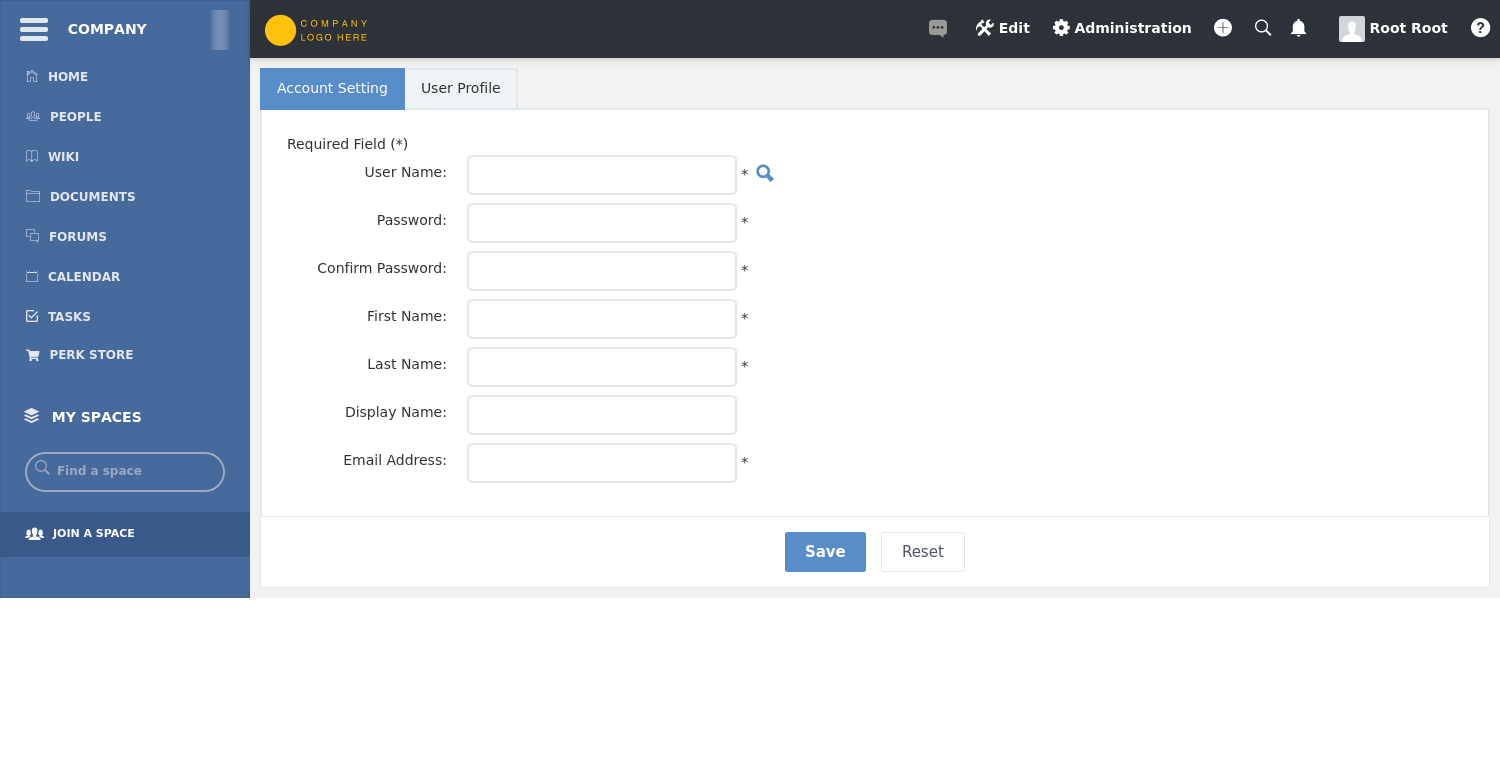 COMPANY
HOME
PEOPLE
WIKI
DOCUMENTS
FORUMS
CALENDAR
TASKS
PERK STORE
MY SPACES
Find a space
JOIN A SPACE
COMPANY
LOGO HERE
Edit
Administration
Root Root
?
Account Setting
User Profile
Required Field (*)
User Name: *
Password: *
Confirm Password: *
First Name: *
Last Name: *
Display Name:
Email Address: *
Save
Reset